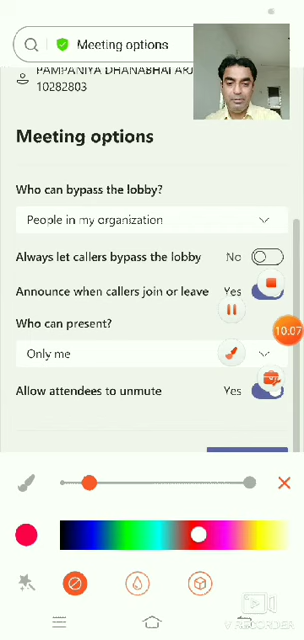 Meeting options
PAMPANIYA DHANABHAI ARJ
10282803
Meeting options
Who can bypass the lobby?
People in my organization
Always let callers bypass the lobby No
Announce when callers join or leave Yes
Who can present?
10:07
Only me
Allow attendees to unmute Yes
V RECORDER